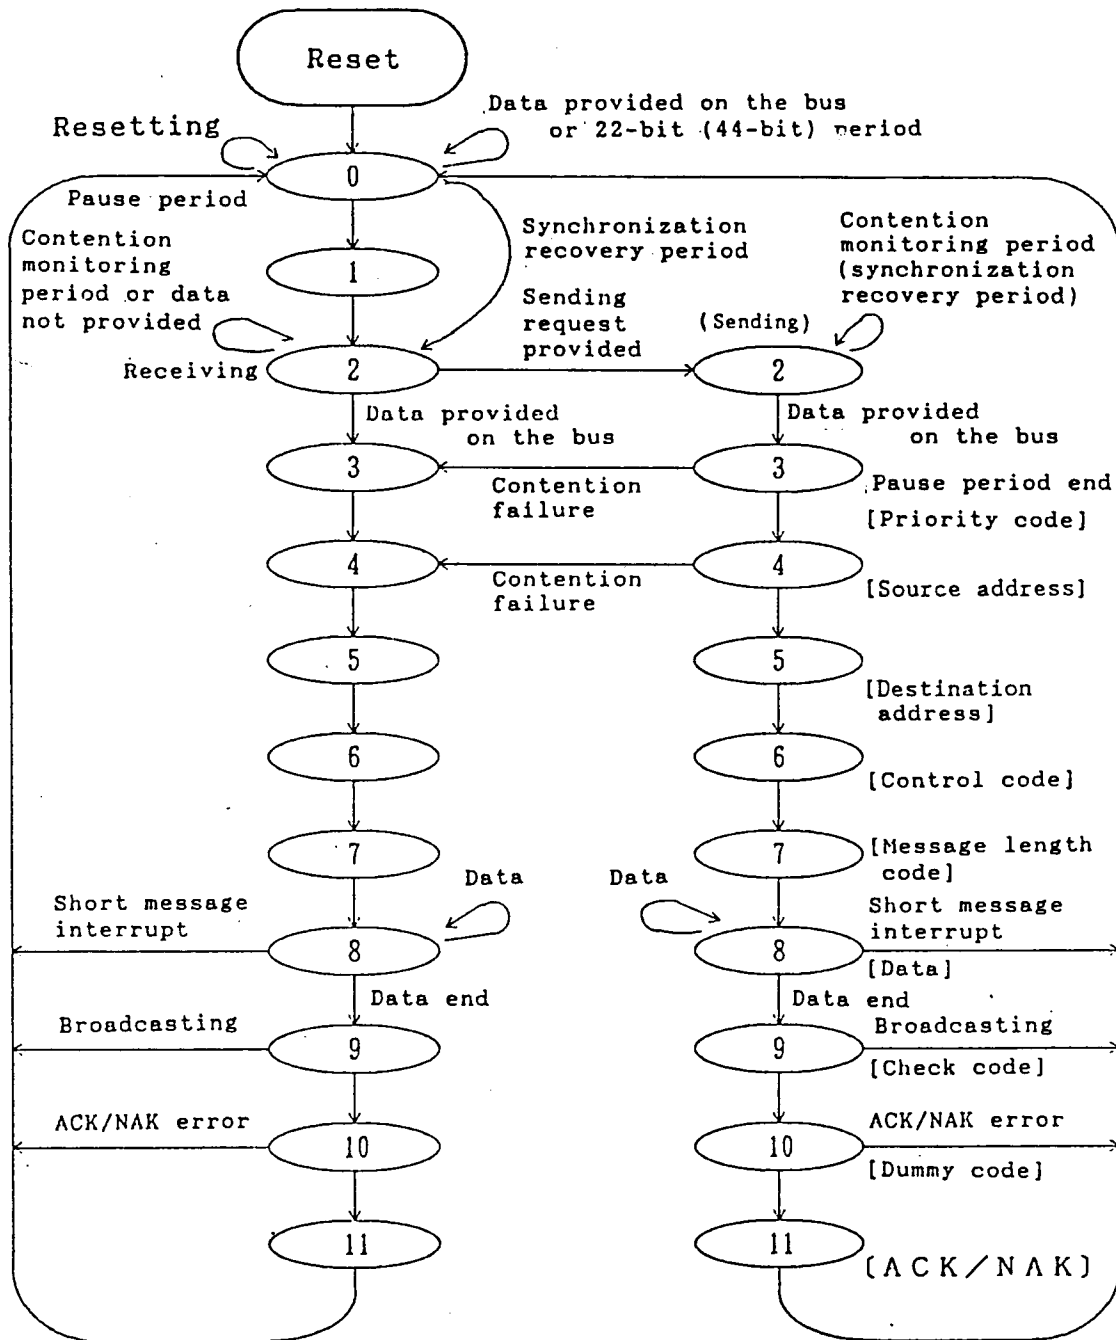 Reset
Resetting
Data provided on the bus
or 22-bit (44-bit) period
0
Pause period
Contention
monitoring
period or data
not provided
1
Synchronization
recovery period
Contention
monitoring period
(synchronization
recovery period)
Sending
request
provided
(Sending)
Receiving
2
2
Data provided
on the bus
Data provided
on the bus
3
Contention
failure
3
Pause period end
[Priority code]
4
Contention
failure
4
[Source address]
5
5
[Destination
address]
6
6
[Control code]
7
7
[Message length
code]
Data
Data
Short message
interrupt
Short message
interrupt
8
8
[Data]
Data end
Data end
Broadcasting
Broadcasting
9
9
[Check code]
ACK/NAK error
ACK/NAK error
10
10
[Dummy code]
11
11
[ACK/NAK]